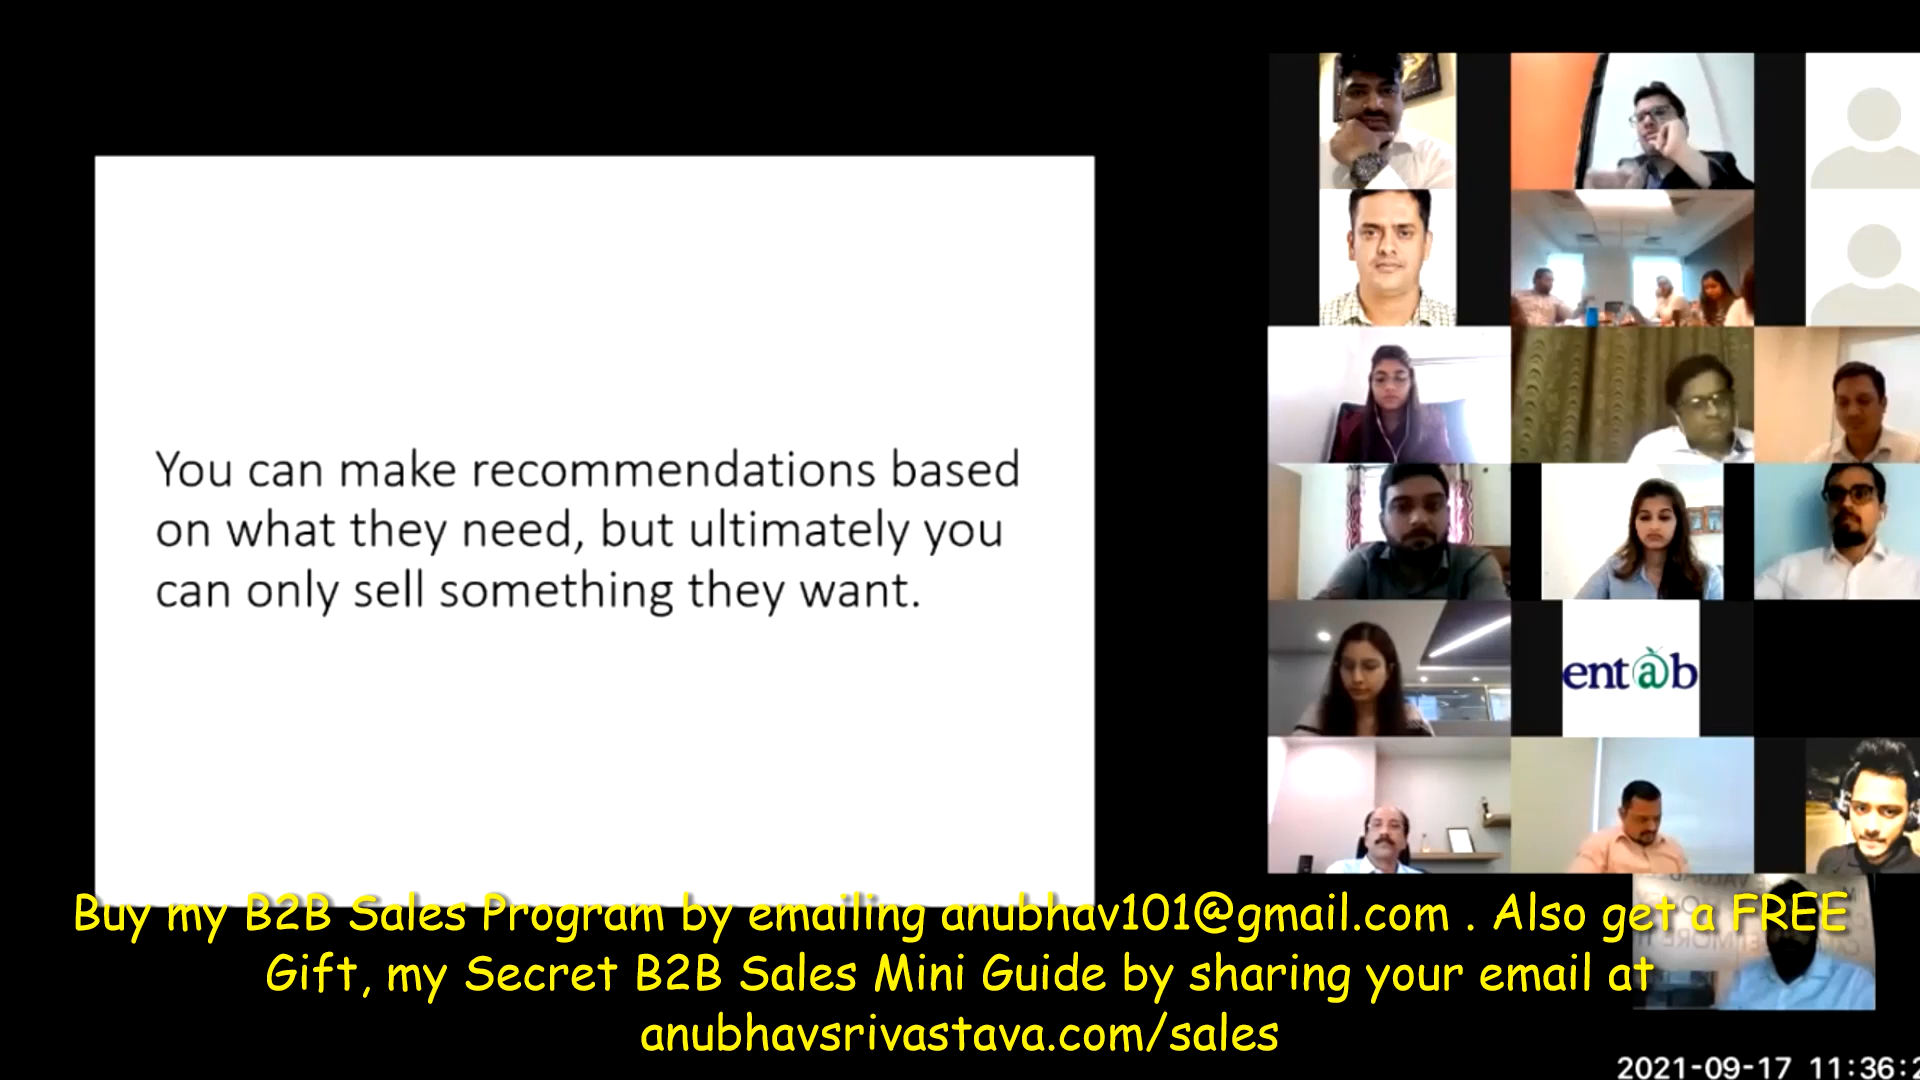 You can make recommendations based
on what they need, but ultimately you
can only sell something they want.
entàb
Buy my B2B Sales Program by emailing anubhav101@gmail.com . Also get a FREE
Gift, my Secret B2B Sales Mini Guide by sharing your email at
anubhavsrivastava.com/sales
2021-09-17 11:36:2